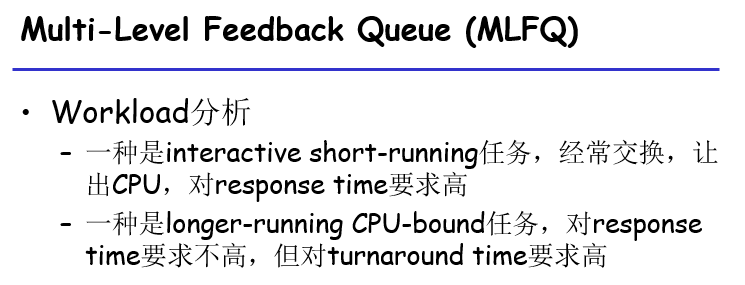 Multi-Level Feedback Queue (MLFQ)
• Workload分析
– 一种是interactive short-running任务，经常交换，让
出CPU，对response time要求高
– 一种是longer-running CPU-bound任务，对response
time要求不高，但对turnaround time要求高